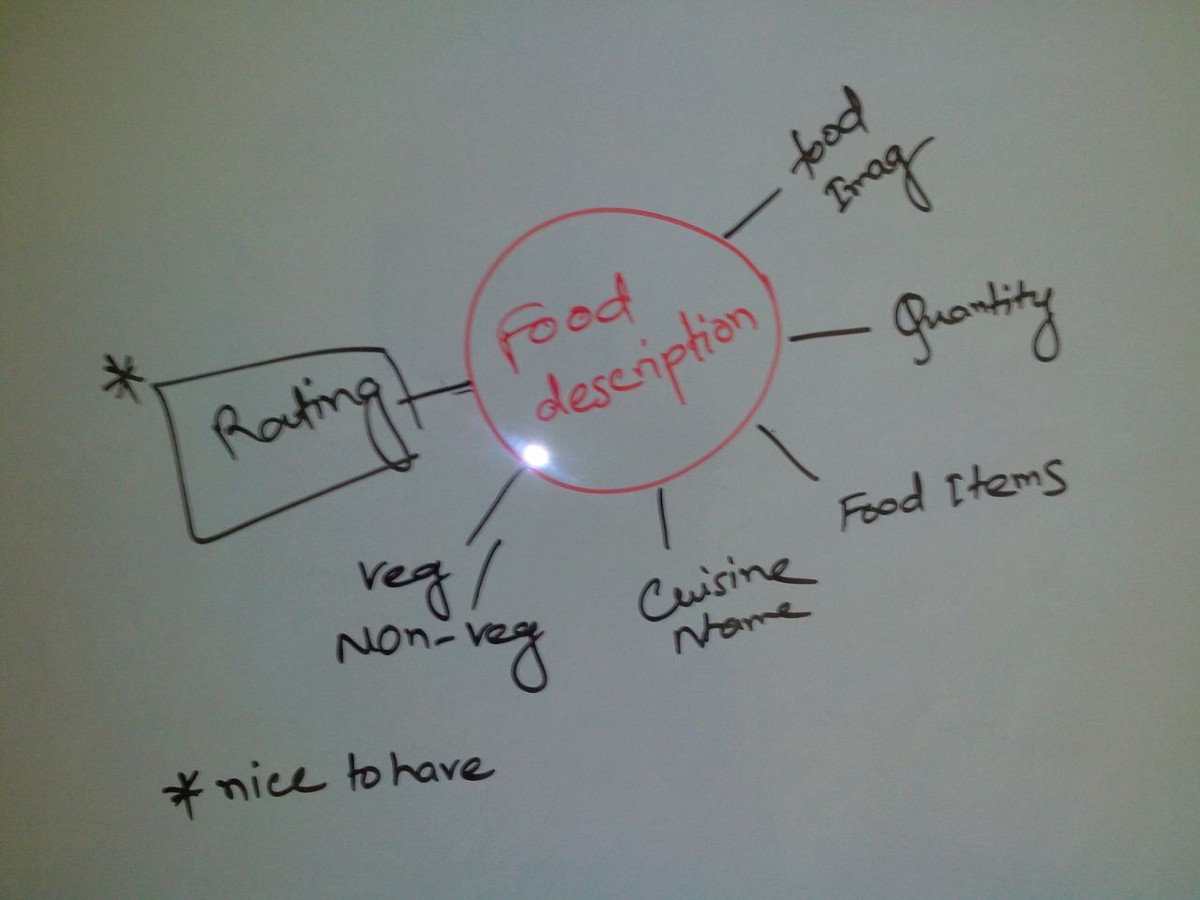 food
Imag
Food
description
Quantity
* Rating
Food Items
veg /
Non-veg
Cuisine
Name
* nice to have